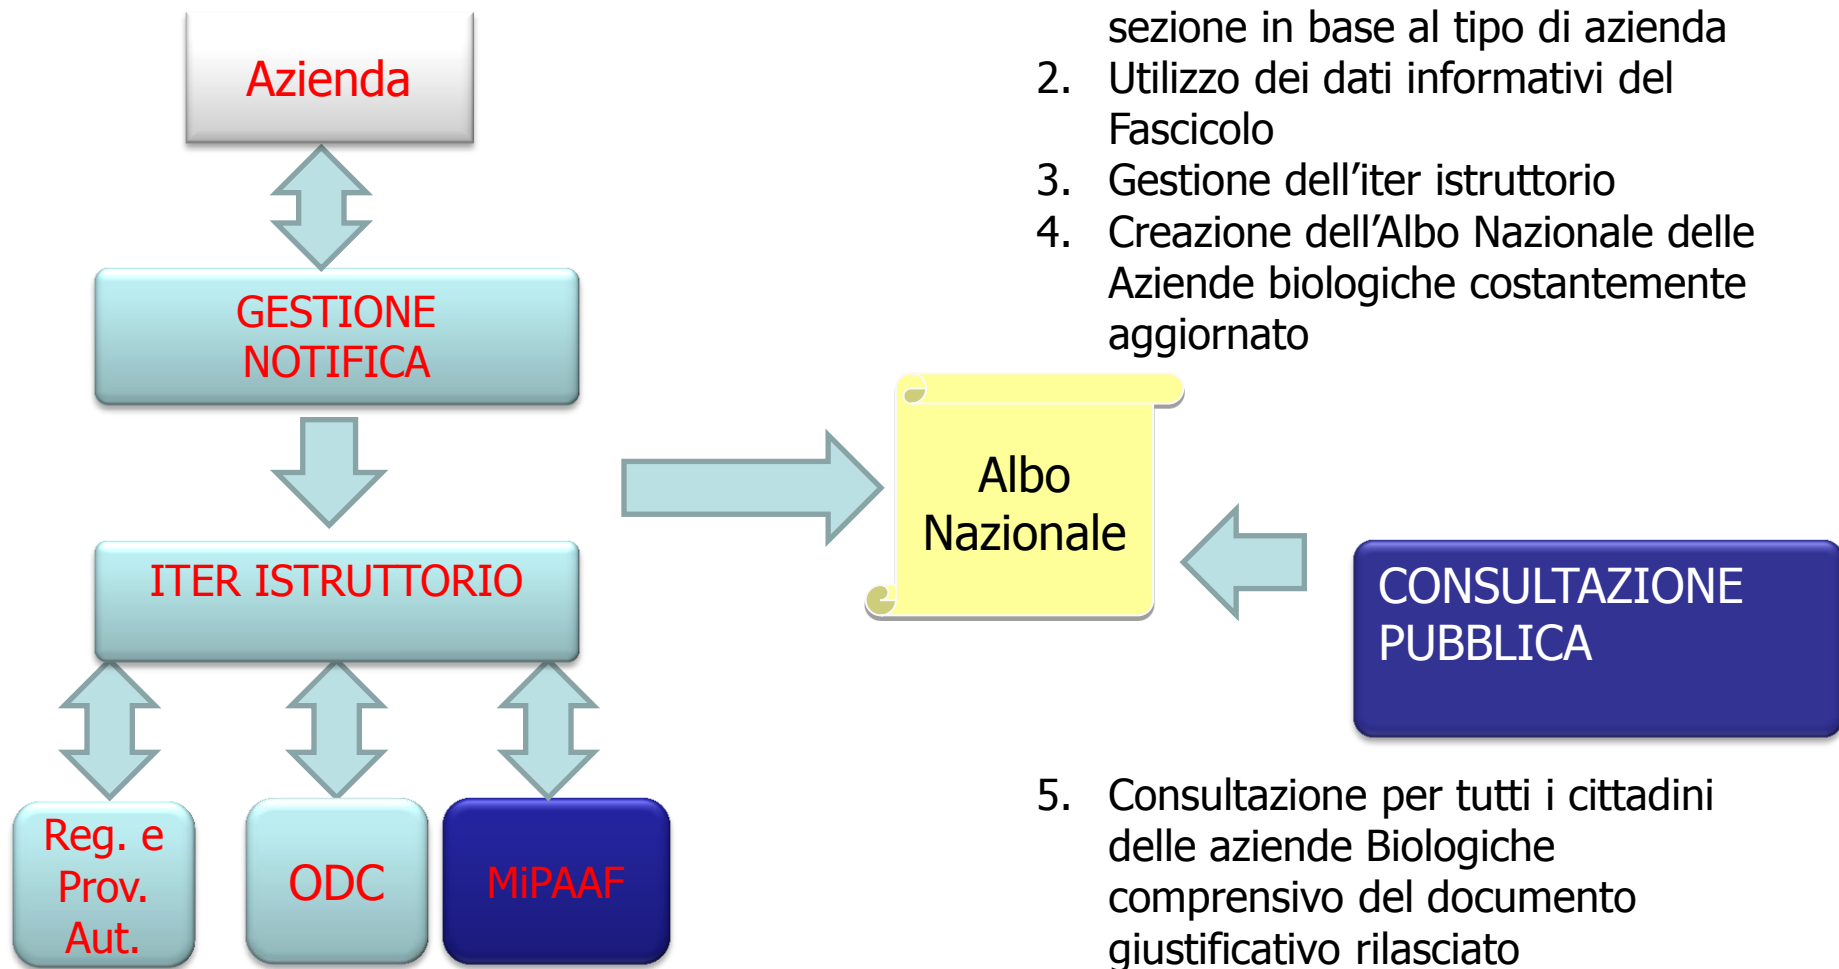 Azienda
GESTIONE
NOTIFICA
ITER ISTRUTTORIO
Reg. e
Prov.
Aut.
ODC
MiPAAF
sezione in base al tipo di azienda
2. Utilizzo dei dati informativi del
Fascicolo
3. Gestione dell’iter istruttorio
4. Creazione dell’Albo Nazionale delle
Aziende biologiche costantemente
aggiornato
Albo
Nazionale
CONSULTAZIONE
PUBBLICA
5. Consultazione per tutti i cittadini
delle aziende Biologiche
comprensivo del documento
giustificativo rilasciato